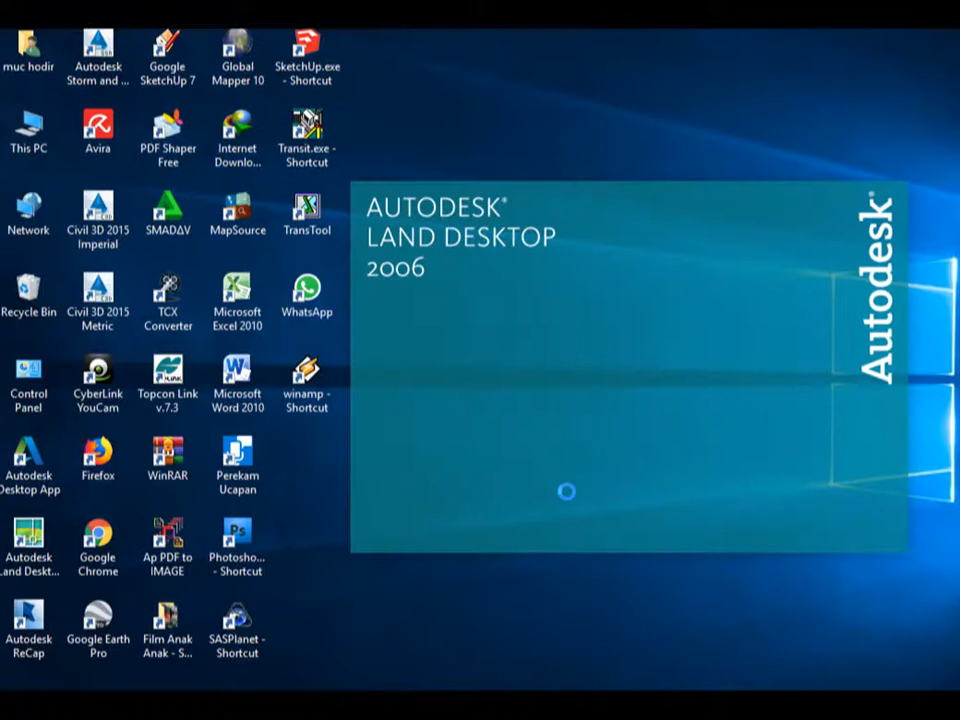 muc hodir
Autodesk
Storm and ...
Google
SketchUp 7
Global
Mapper 10
SketchUp.exe
- Shortcut
This PC
Avira
PDF Shaper
Free
Internet
Downlo...
Transit.exe -
Shortcut
Network
Civil 3D 2015
Imperial
SMADΔV
MapSource
TransTool
Recycle Bin
Civil 3D 2015
Metric
TCX
Converter
Microsoft
Excel 2010
WhatsApp
Control
Panel
CyberLink
YouCam
Topcon Link
v.7.3
Microsoft
Word 2010
winamp -
Shortcut
Autodesk
Desktop App
Firefox
WinRAR
Perekam
Ucapan
Autodesk
Land Deskt...
Google
Chrome
Ap PDF to
IMAGE
Photosho...
- Shortcut
Autodesk
ReCap
Google Earth
Pro
Film Anak
Anak - S...
SASPlanet -
Shortcut
AUTODESK®
LAND DESKTOP
2006
Autodesk®